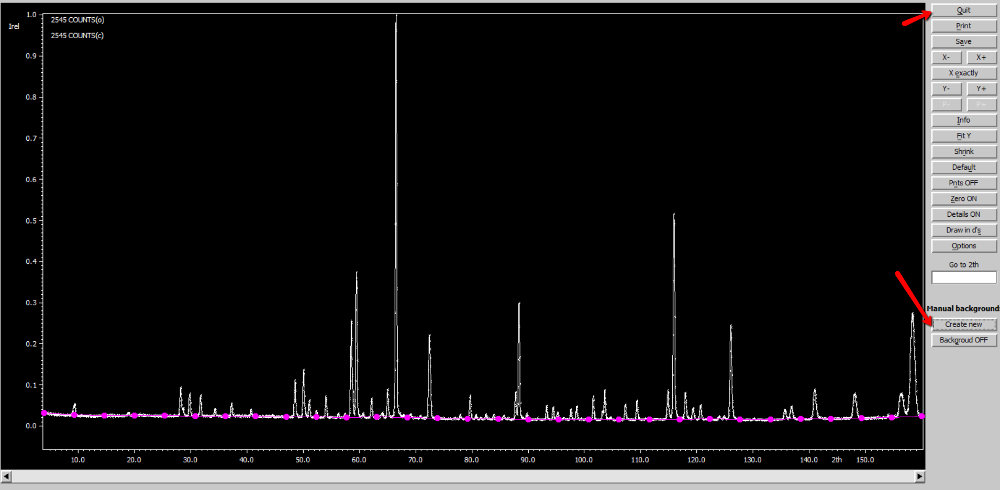 1.0
Irel
2545 COUNTS(o)
2545 COUNTS(c)
0.9
0.8
0.7
0.6
0.5
0.4
0.3
0.2
0.1
0.0
10.0 20.0 30.0 40.0 50.0 60.0 70.0 80.0 90.0 100.0 110.0 120.0 130.0 140.0 2th 150.0
Quit
Print
Save
X- X+
X exactly
Y- Y+
P- P+
Info
Fit Y
Shrink
Default
Pnts OFF
Zero ON
Details ON
Draw in d's
Options
Go to 2th
Manual background:
Create new
Backgroud OFF